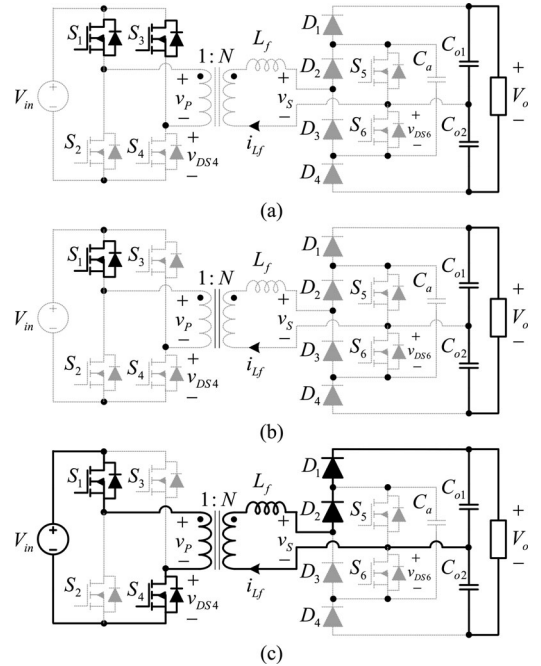 S1 S3 D1
1:N Lf Ca Co1
D2 S5
Vin + + +
vP vS Vo
− + − D3 S6 + −
S2 S4 vDS4 iLf vDS6 Co2
− D4 −
(a)
S1 S3 D1
1:N Lf Ca Co1
D2 S5
Vin + + +
vP vS Vo
− + − D3 S6 + −
S2 S4 vDS4 iLf vDS6 Co2
− D4 −
(b)
S1 S3 D1
1:N Lf Ca Co1
D2 S5
Vin + + +
vP vS Vo
− + − D3 S6 + −
S2 S4 vDS4 iLf vDS6 Co2
− D4 −
(c)